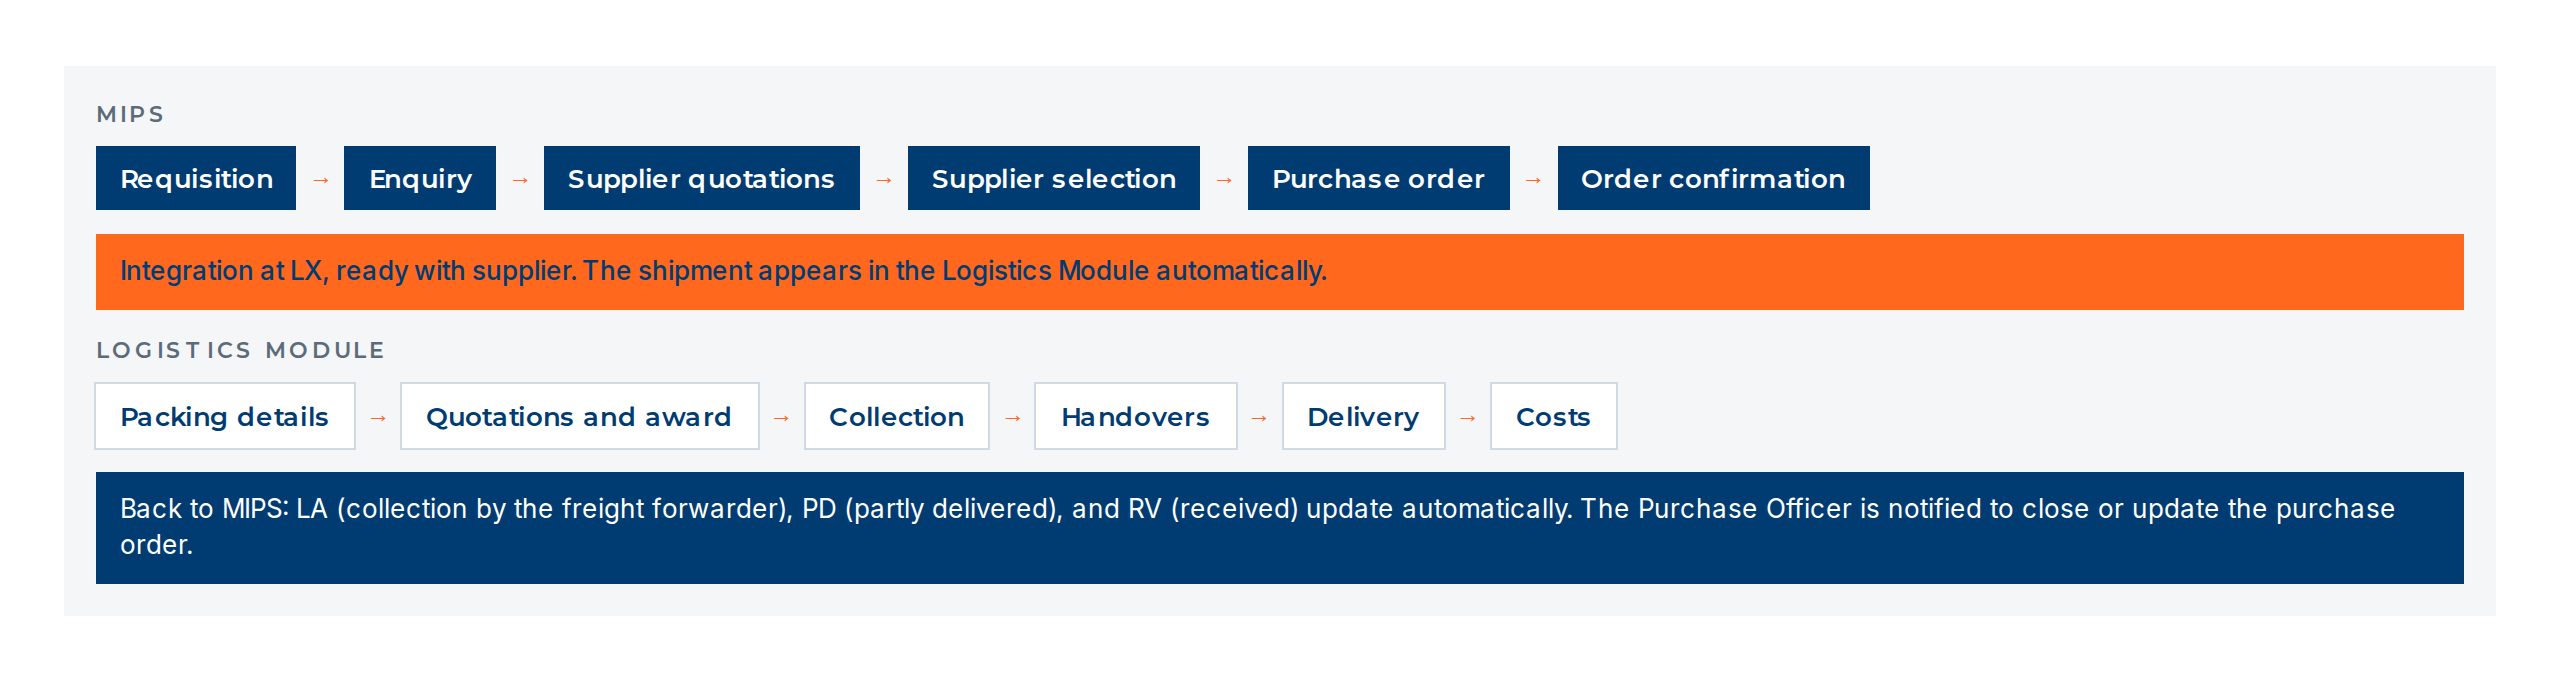 MIPS
Requisition → Enquiry → Supplier quotations → Supplier selection → Purchase order → Order confirmation
Integration at LX, ready with supplier. The shipment appears in the Logistics Module automatically.
LOGISTICS MODULE
Packing details → Quotations and award → Collection → Handovers → Delivery → Costs
Back to MIPS: LA (collection by the freight forwarder), PD (partly delivered), and RV (received) update automatically. The Purchase Officer is notified to close or update the purchase
order.